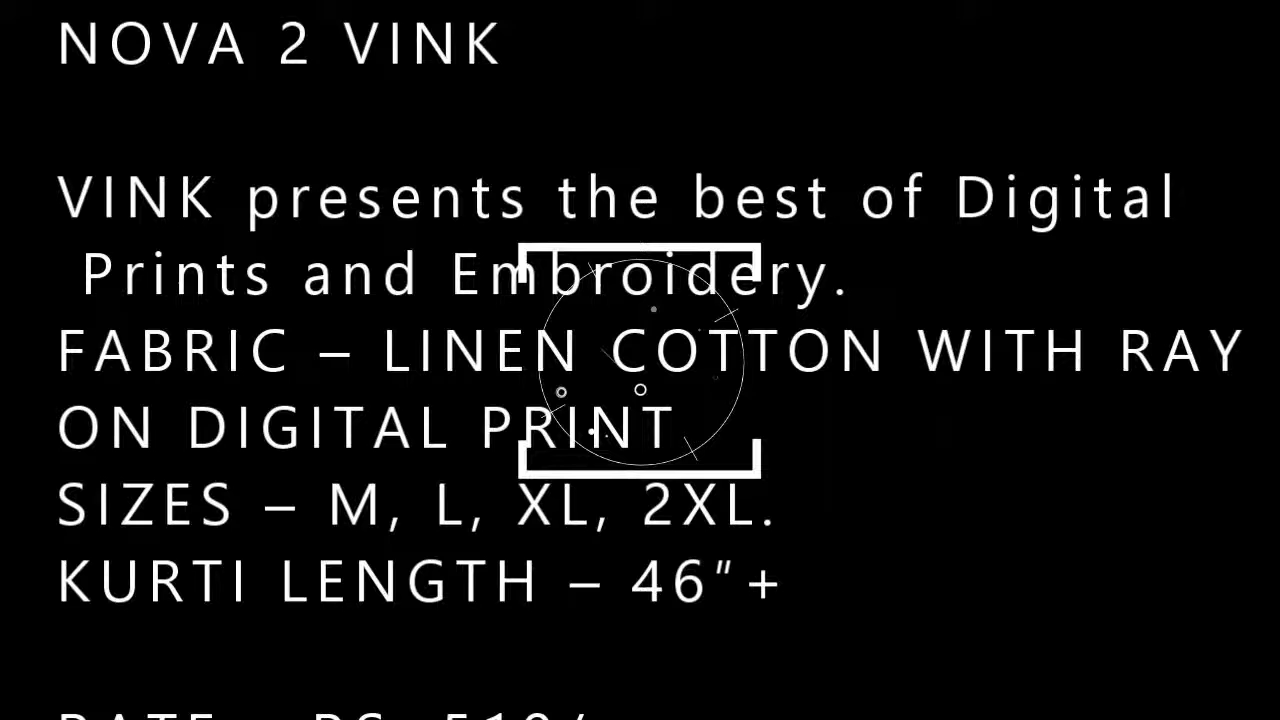 NOVA 2 VINK
VINK presents the best of Digital
Prints and Embroidery.
FABRIC – LINEN COTTON WITH RAY
ON DIGITAL PRINT
SIZES – M, L, XL, 2XL.
KURTI LENGTH – 46″+